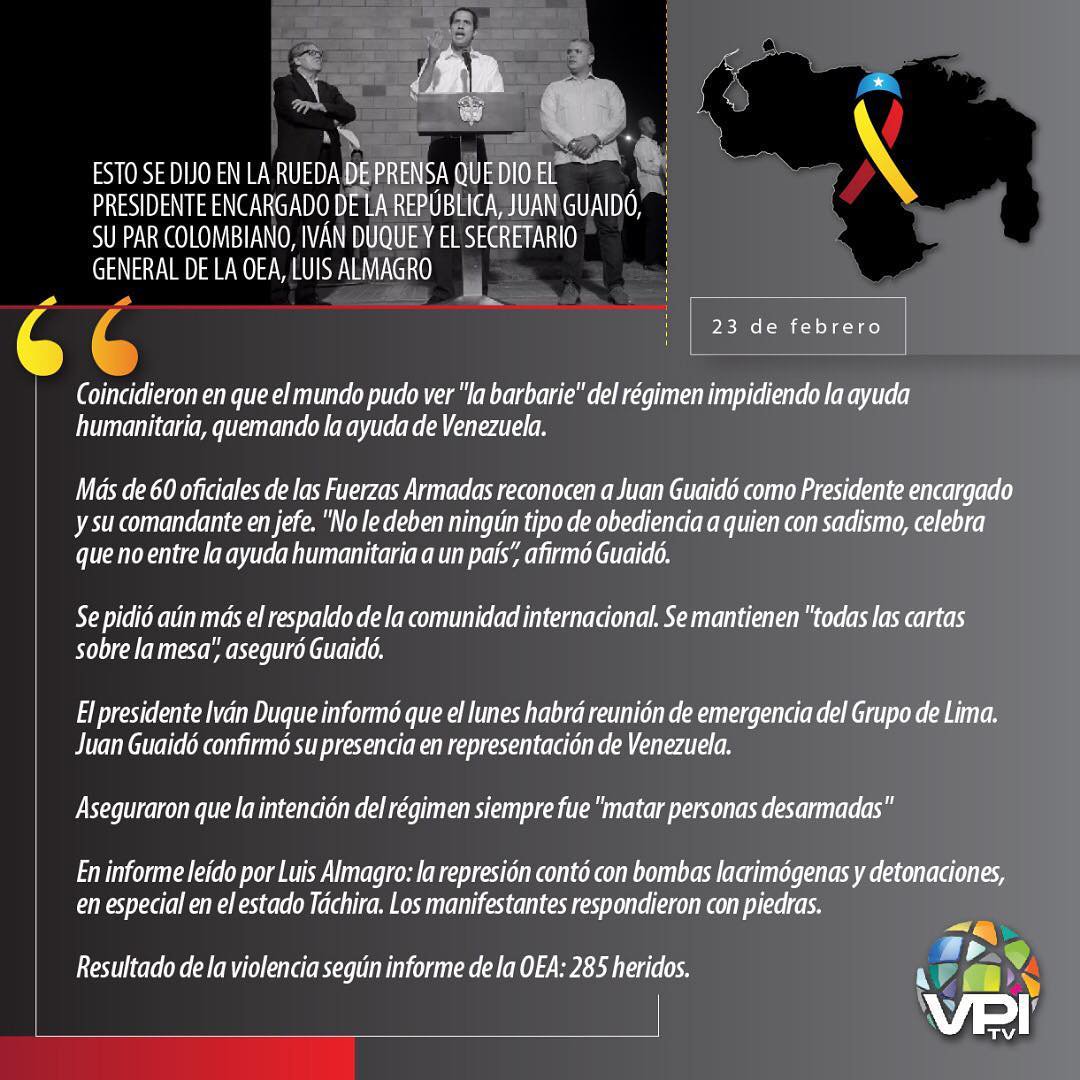 ESTO SE DIJO EN LA RUEDA DE PRENSA QUE DIO EL
PRESIDENTE ENCARGADO DE LA REPÚBLICA, JUAN GUAIDÓ,
SU PAR COLOMBIANO, IVÁN DUQUE Y EL SECRETARIO
GENERAL DE LA OEA, LUIS ALMAGRO
23 de febrero
Coincidieron en que el mundo pudo ver "la barbarie" del régimen impidiendo la ayuda
humanitaria, quemando la ayuda de Venezuela.
Más de 60 oficiales de las Fuerzas Armadas reconocen a Juan Guaidó como Presidente encargado
y su comandante en jefe. "No le deben ningún tipo de obediencia a quien con sadismo, celebra
que no entre la ayuda humanitaria a un país”, afirmó Guaidó.
Se pidió aún más el respaldo de la comunidad internacional. Se mantienen "todas las cartas
sobre la mesa", aseguró Guaidó.
El presidente Iván Duque informó que el lunes habrá reunión de emergencia del Grupo de Lima.
Juan Guaidó confirmó su presencia en representación de Venezuela.
Aseguraron que la intención del régimen siempre fue "matar personas desarmadas"
En informe leído por Luis Almagro: la represión contó con bombas lacrimógenas y detonaciones,
en especial en el estado Táchira. Los manifestantes respondieron con piedras.
Resultado de la violencia según informe de la OEA: 285 heridos.
VPI
TV